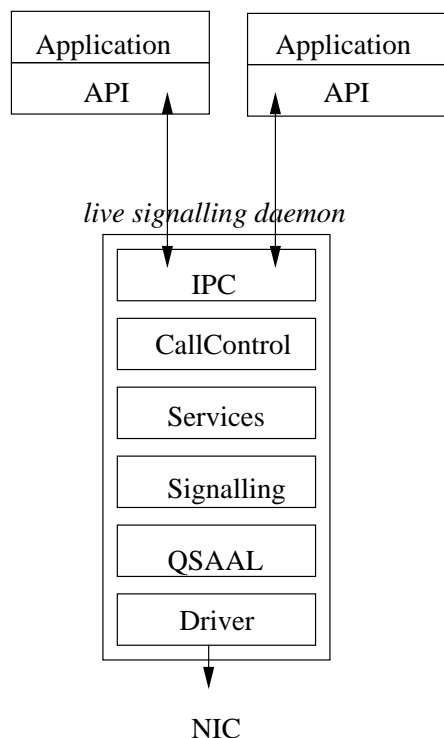 Application
API
Application
API
live signalling daemon
IPC
CallControl
Services
Signalling
QSAAL
Driver
NIC